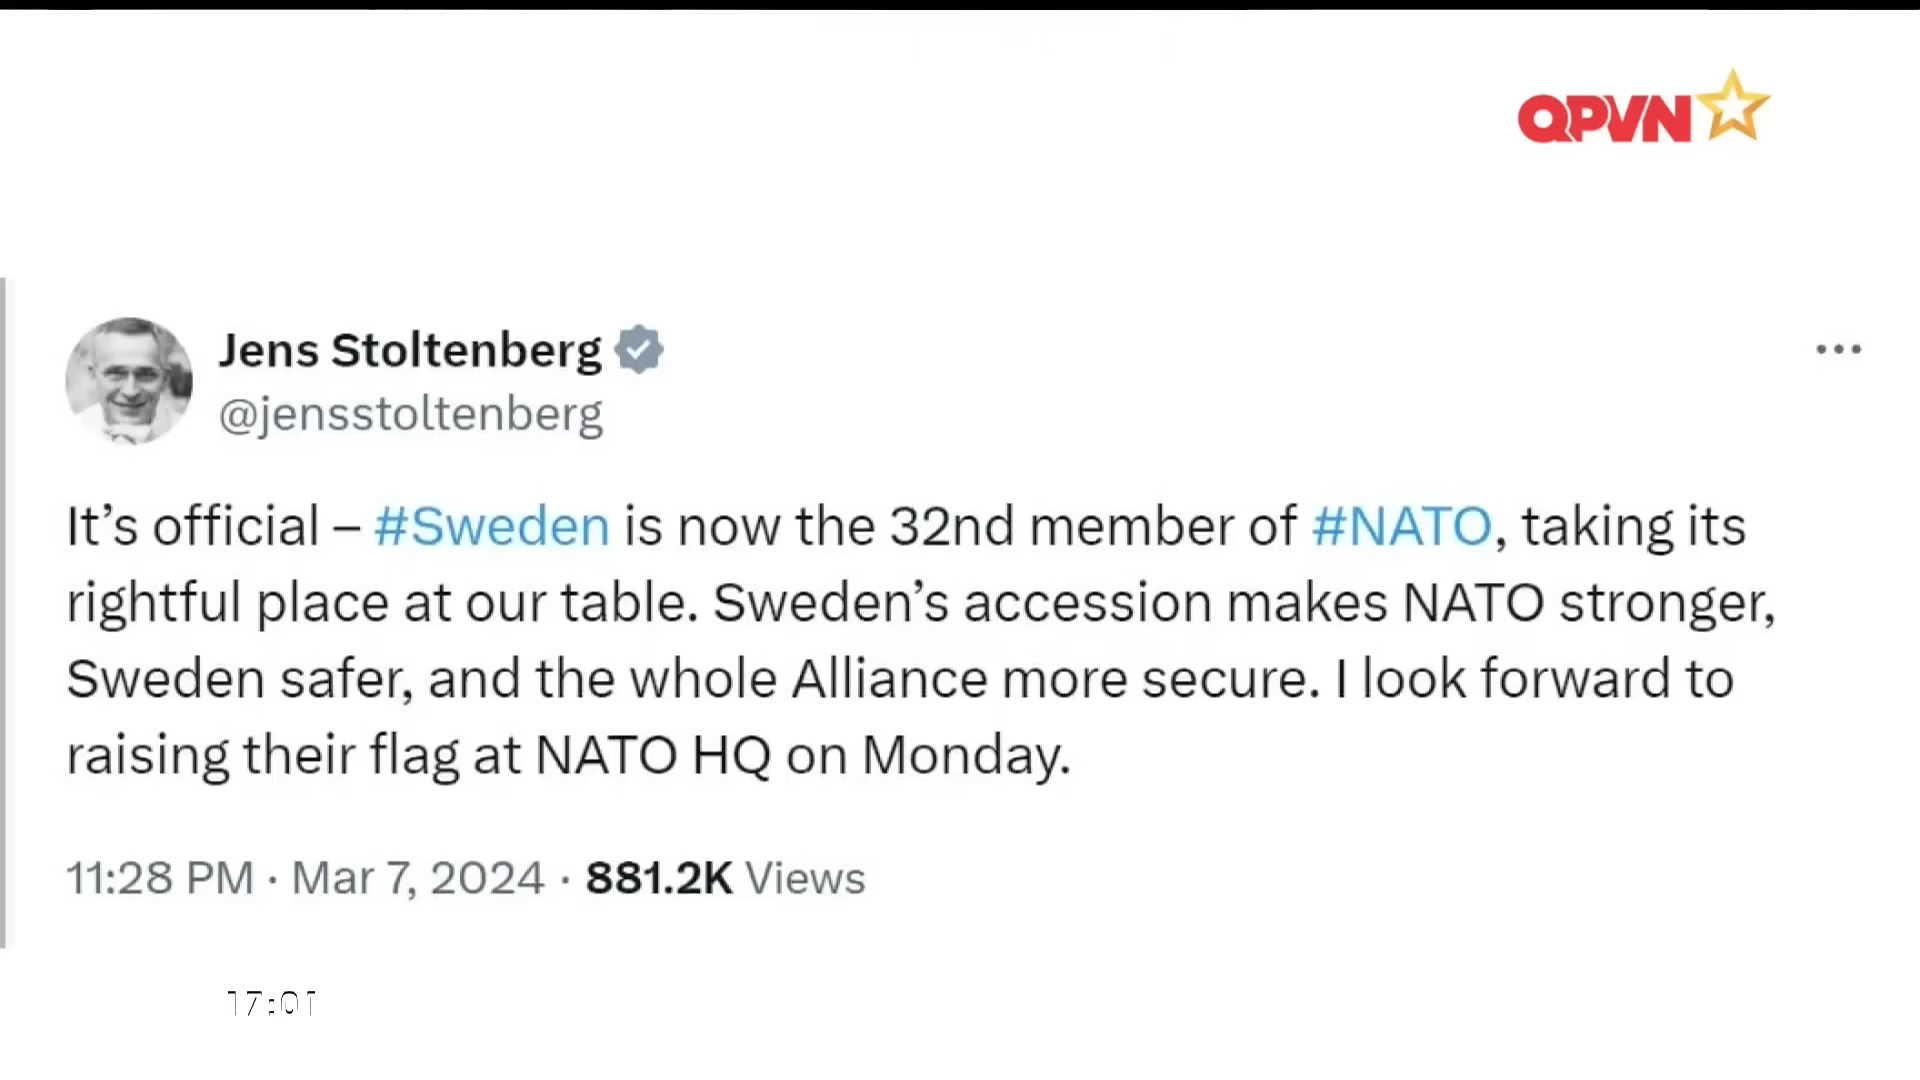 QPVN
Jens Stoltenberg
@jensstoltenberg
It’s official – #Sweden is now the 32nd member of #NATO, taking its
rightful place at our table. Sweden’s accession makes NATO stronger,
Sweden safer, and the whole Alliance more secure. I look forward to
raising their flag at NATO HQ on Monday.
11:28 PM · Mar 7, 2024 · 881.2K Views
17:01